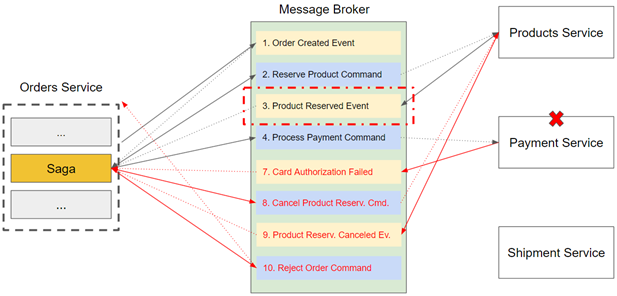 Message Broker
1. Order Created Event
2. Reserve Product Command
3. Product Reserved Event
4. Process Payment Command
7. Card Authorization Failed
8. Cancel Product Reserv. Cmd.
9. Product Reserv. Canceled Ev.
10. Reject Order Command
Orders Service
...
Saga
...
Products Service
Payment Service
Shipment Service